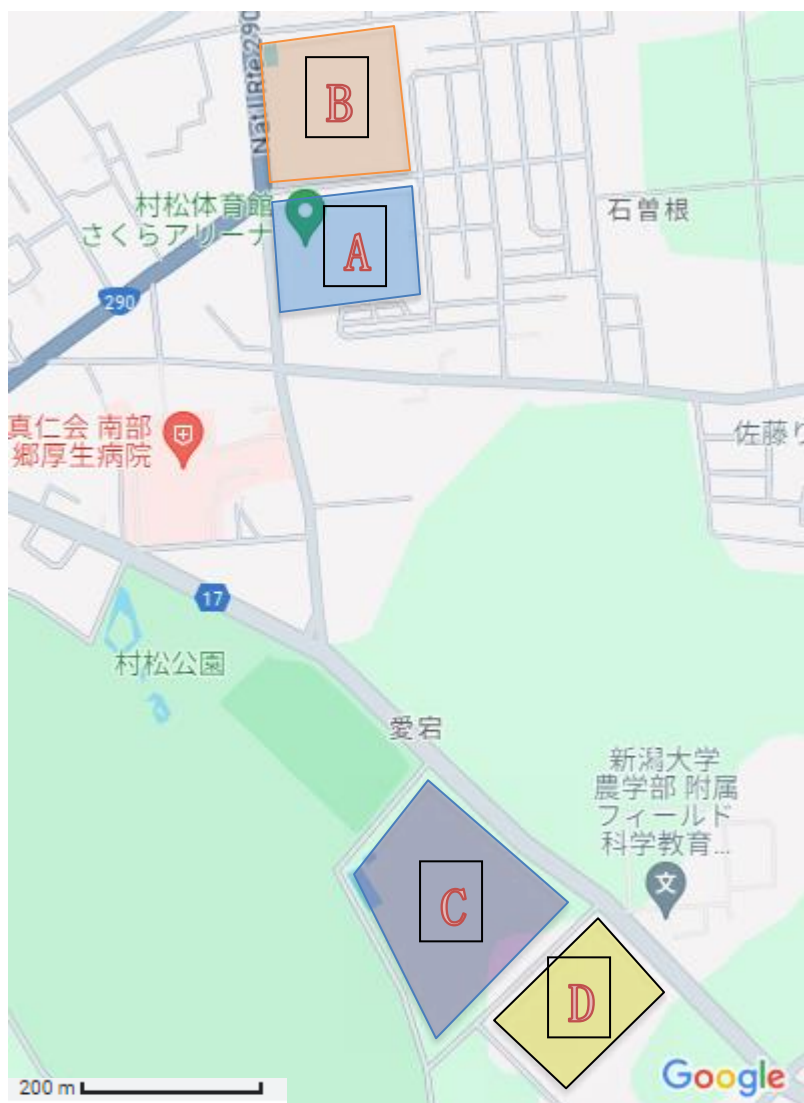 Nat'l Rte 290
B
村松体育館
さくらアリーナ
A
石曽根
290
真仁会 南部
郷厚生病院
佐藤り
17
村松公園
愛宕
新潟大学
農学部 附属
フィールド
科学教育...
文
C
D
200 m
Google